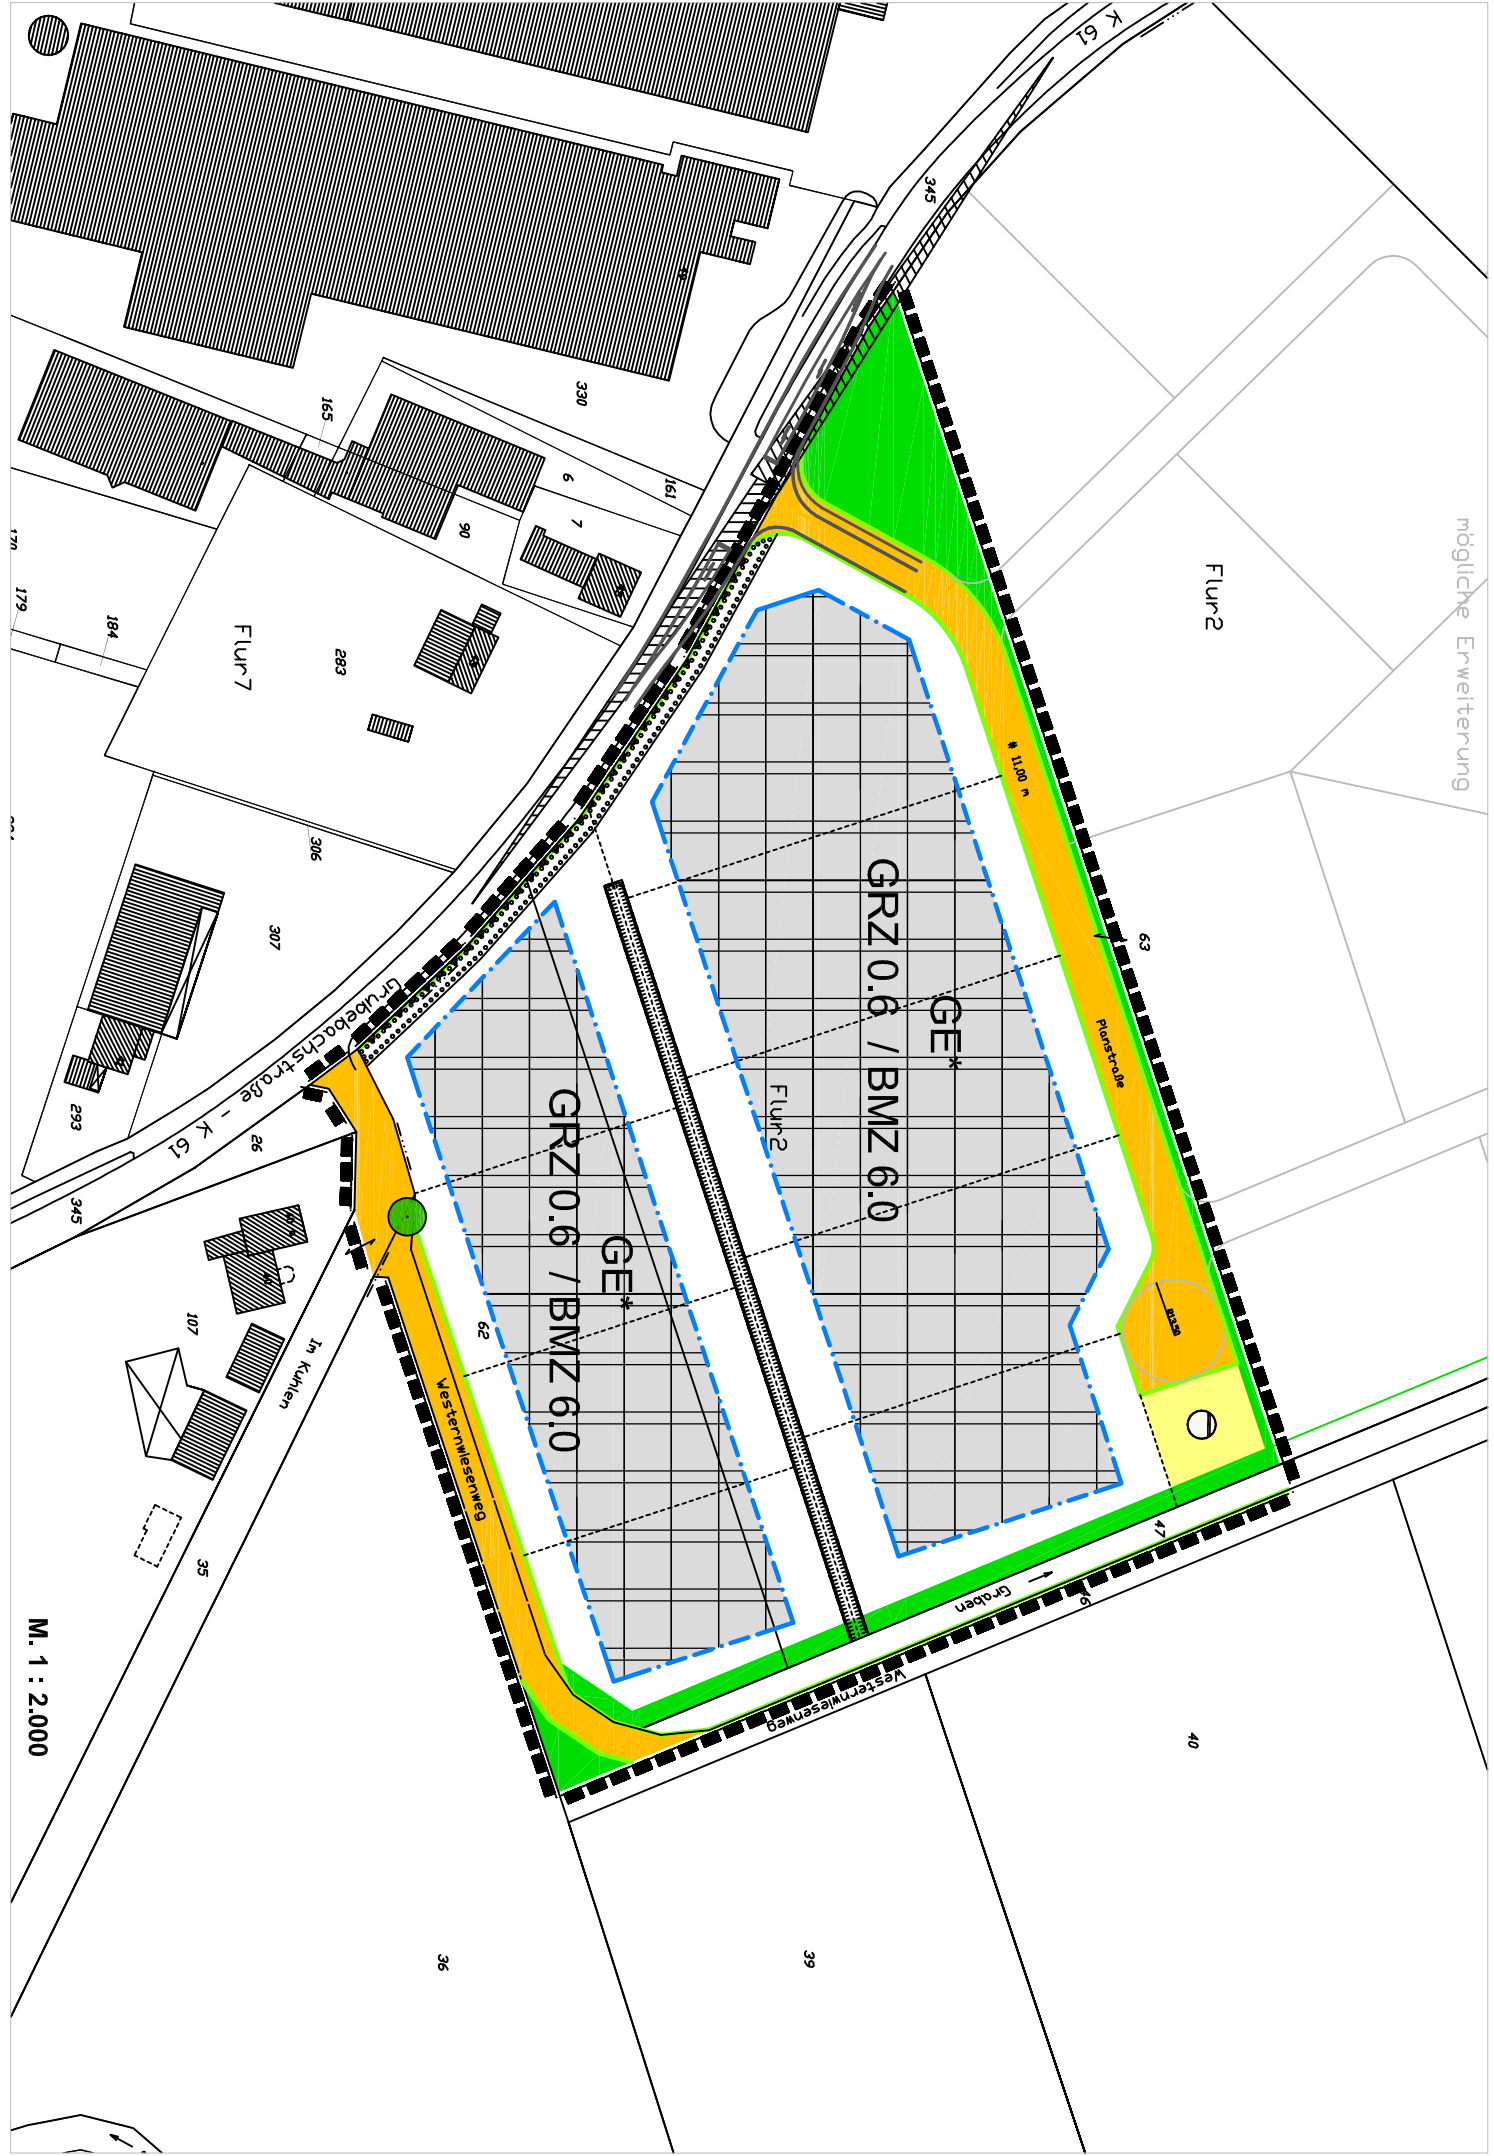 K 61
345
mögliche Erweiterung
Flur2
330
165
161
6
7
90
179
184
Flur7
283
306
307
293
# 11,00 m
63
Planstraße
GE*
GRZ 0.6 / BMZ 6.0
Flur2
GE*
GRZ 0.6 / BMZ 6.0
62
R13.50
Grubebachstraße - K 61
26
345
107
Im Kuhlen
Westernwiesenweg
47
46
Graben
Westernwiesenweg
35
40
36
39
M. 1 : 2.000